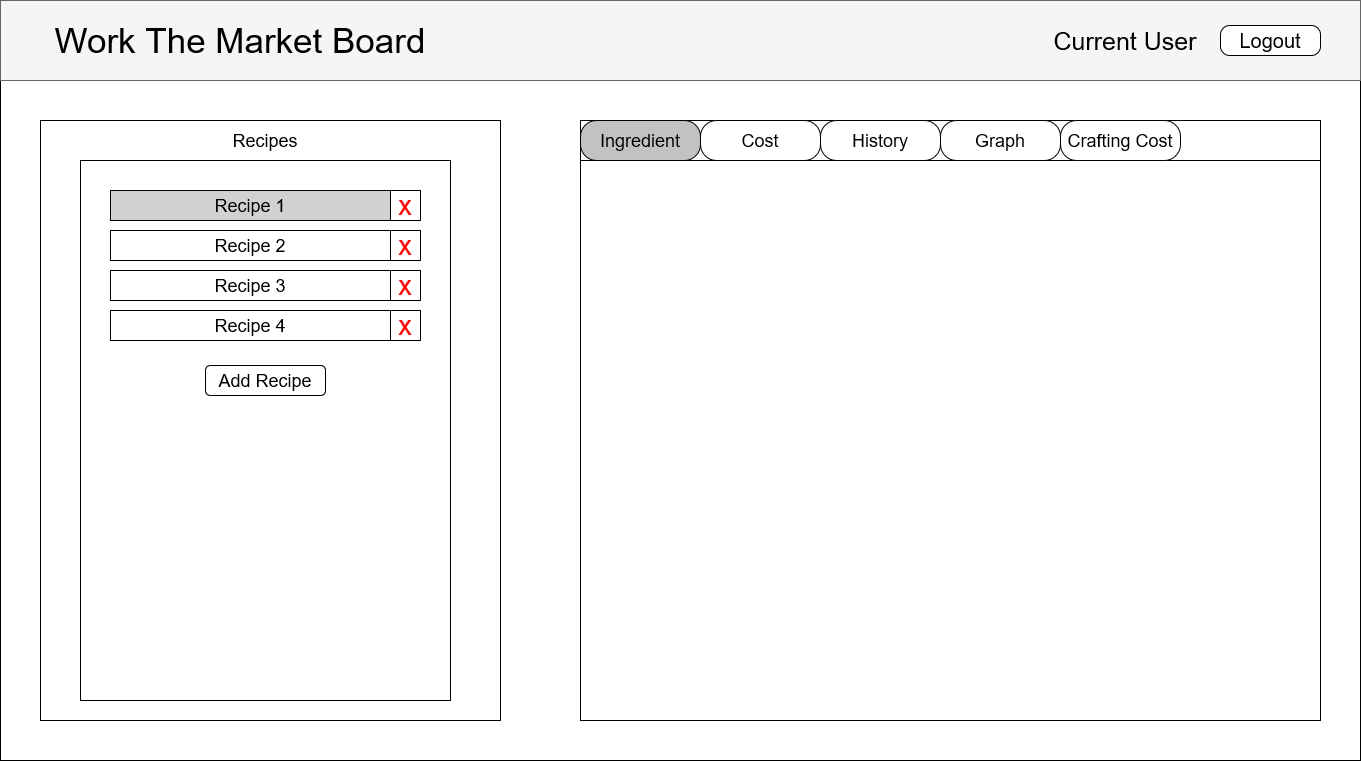 Work The Market Board
Current User
Logout
Recipes
Recipe 1
X
Recipe 2
X
Recipe 3
X
Recipe 4
X
Add Recipe
Ingredient
Cost
History
Graph
Crafting Cost